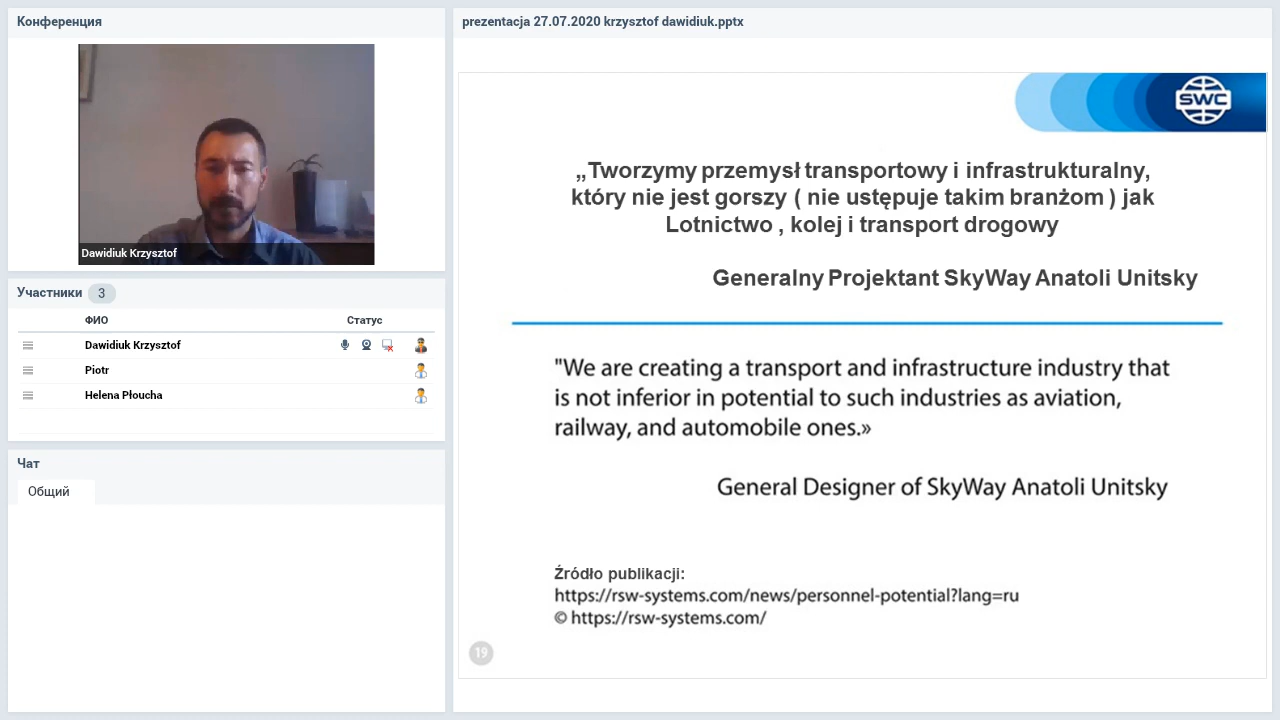 Конференция
Dawidiuk Krzysztof
Участники 3
ФИО Статус
Dawidiuk Krzysztof
Piotr
Helena Płoucha
Чат
Общий
prezentacja 27.07.2020 krzysztof dawidiuk.pptx
SWC
„Tworzymy przemysł transportowy i infrastrukturalny,
który nie jest gorszy ( nie ustępuje takim branżom ) jak
Lotnictwo , kolej i transport drogowy
Generalny Projektant SkyWay Anatoli Unitsky
"We are creating a transport and infrastructure industry that
is not inferior in potential to such industries as aviation,
railway, and automobile ones.»
General Designer of SkyWay Anatoli Unitsky
Źródło publikacji:
https://rsw-systems.com/news/personnel-potential?lang=ru
© https://rsw-systems.com/
19